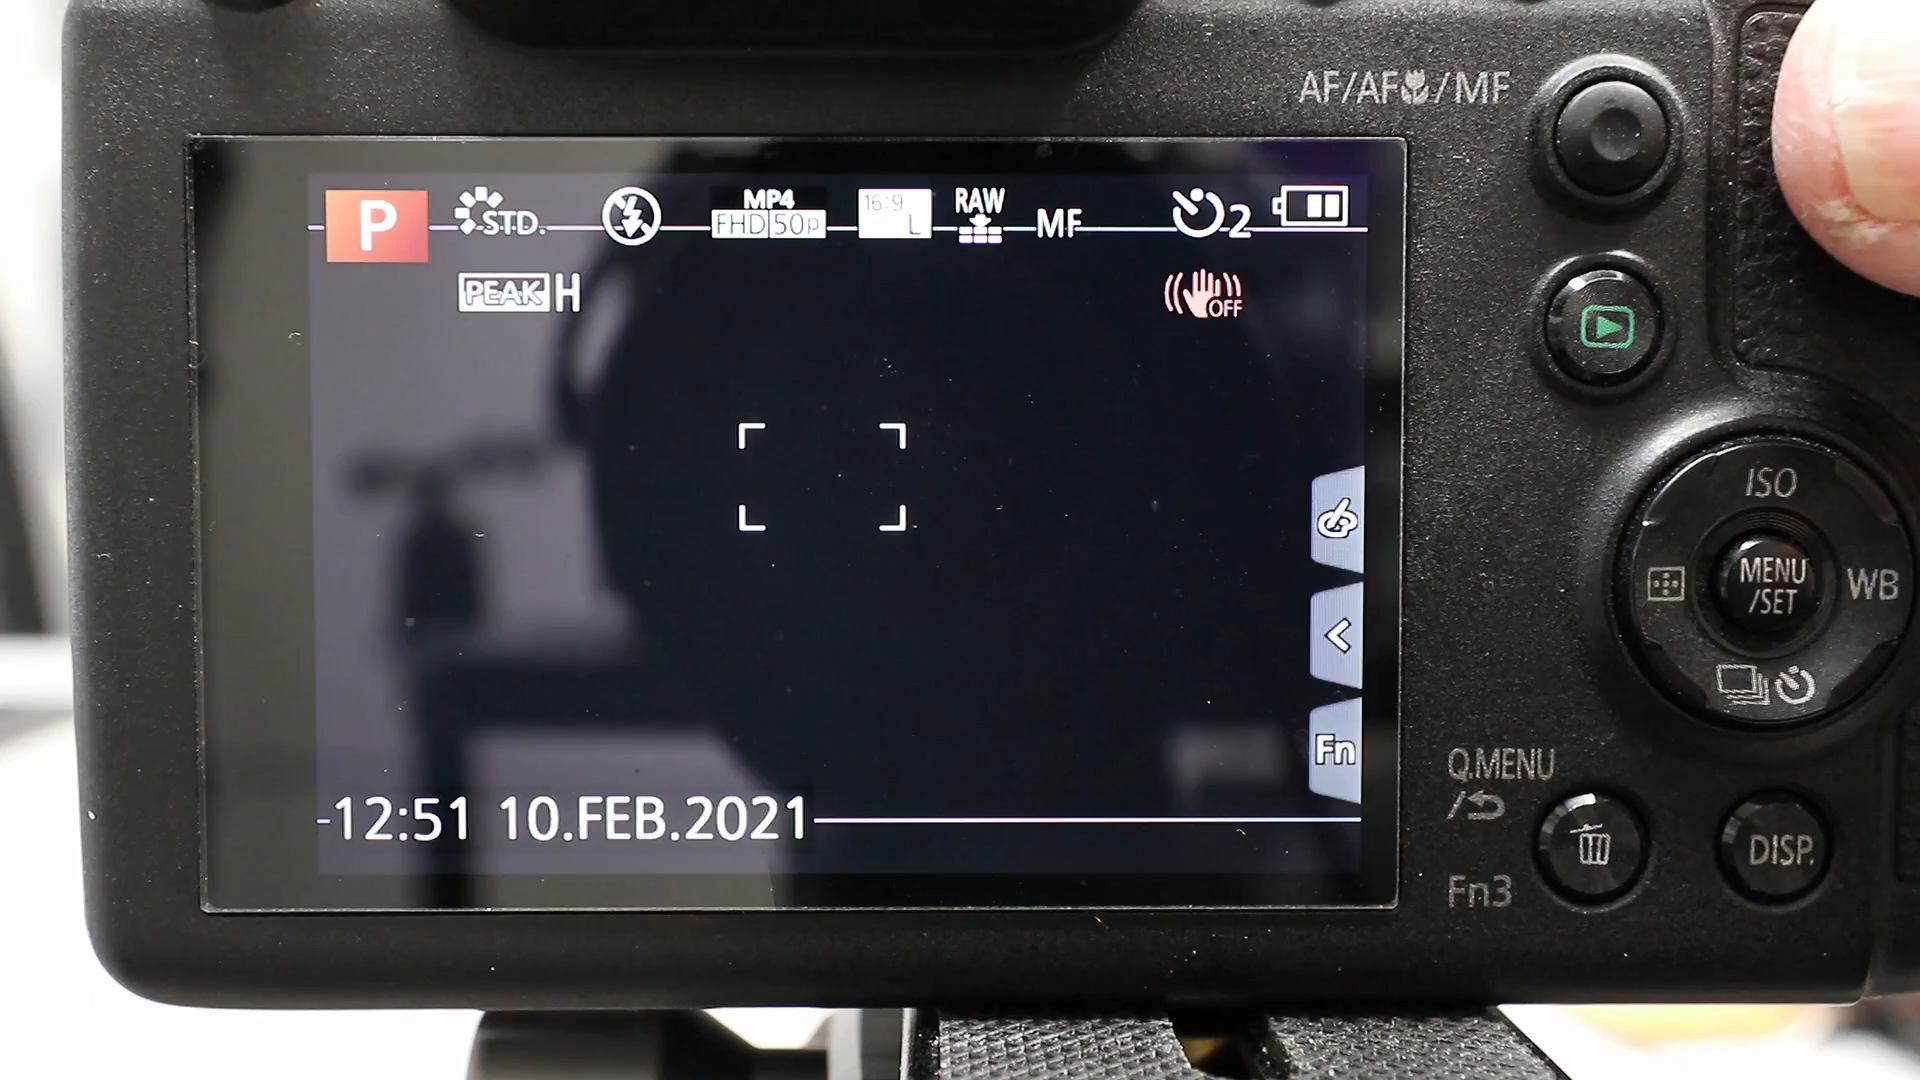 AF/AF/MF
P STD. MP4 FHD 50p 16:9 L RAW MF 2
PEAK H OFF
ISO
MENU /SET
WB
Fn
-12:51 10.FEB.2021
Q.MENU
/
DISP.
Fn3